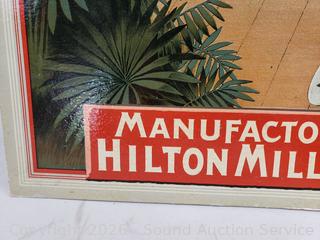 MANUFACTO
HILTON MILL
Copyright 2026 - Sound Auction Service